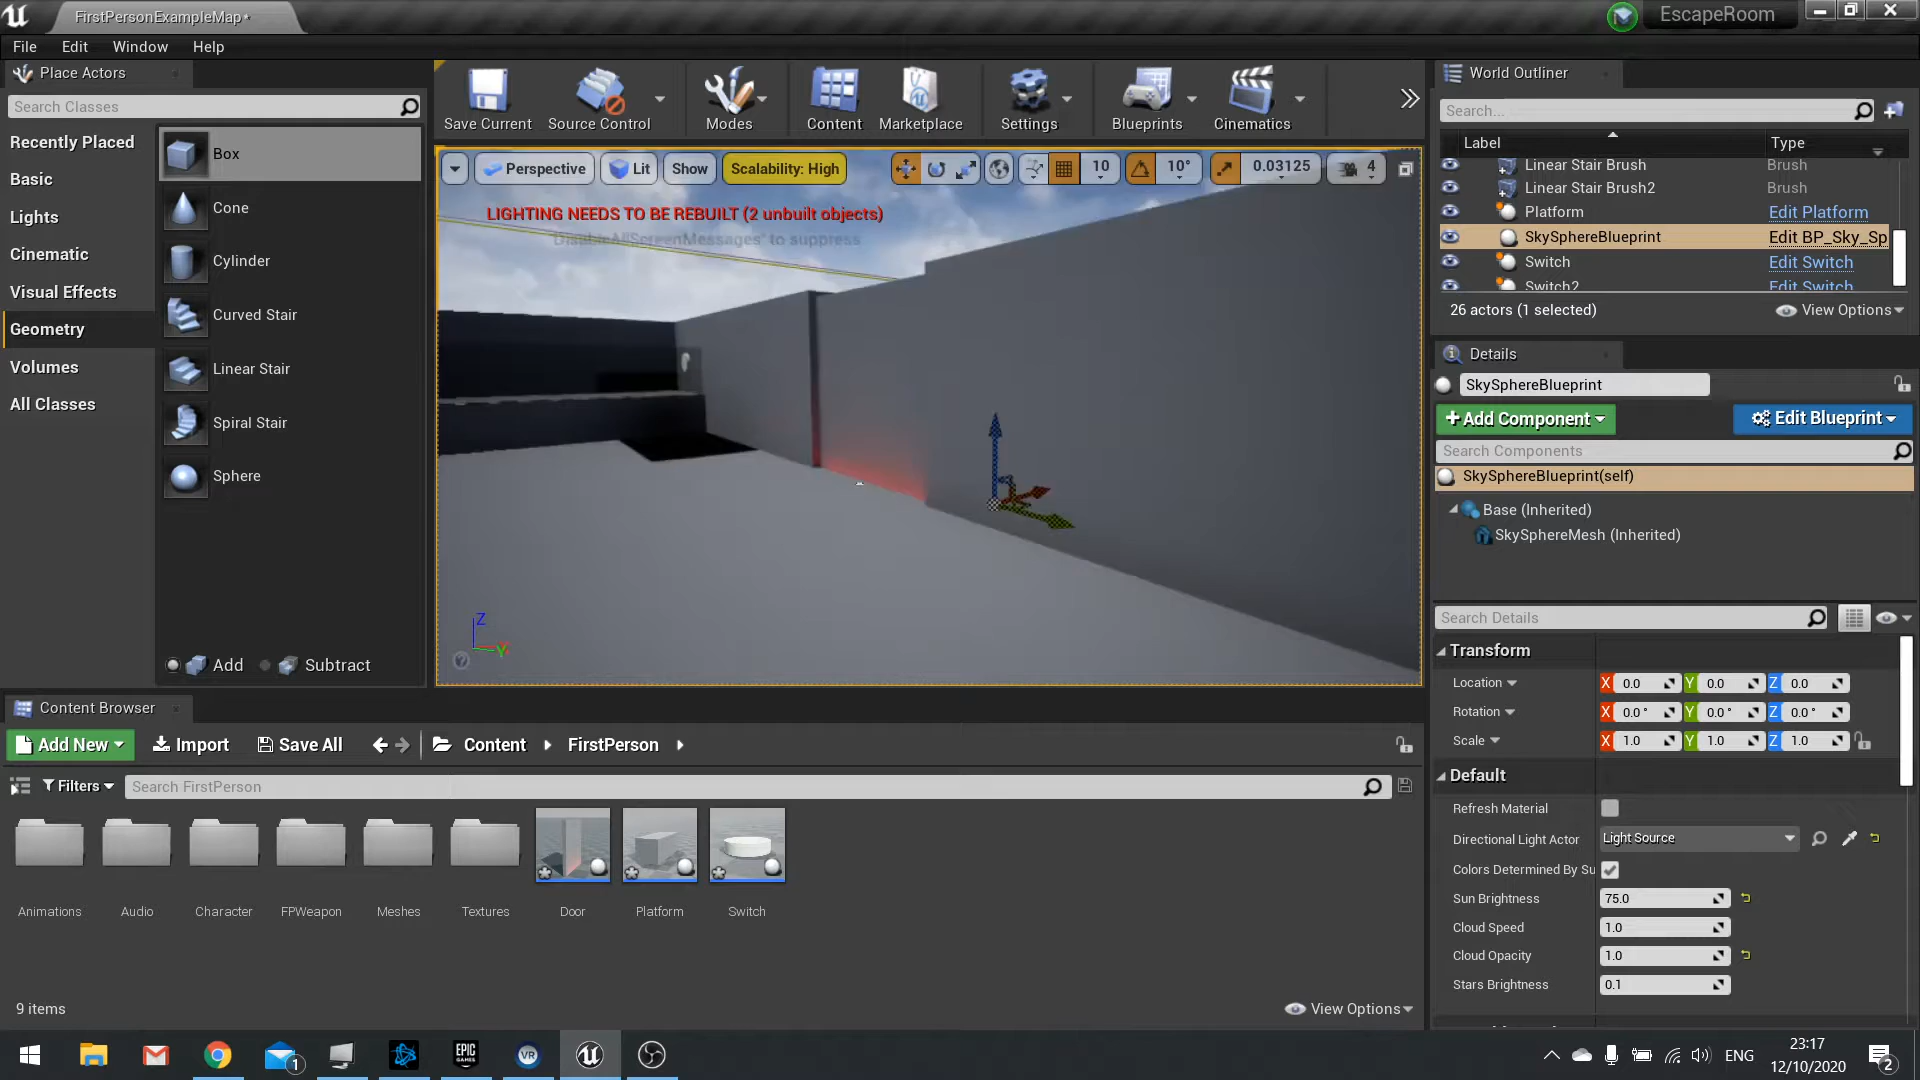 FirstPersonExampleMap*
EscapeRoom
File Edit Window Help
Place Actors
Search Classes
Recently Placed
Basic
Lights
Cinematic
Visual Effects
Geometry
Volumes
All Classes
Box
Cone
Cylinder
Curved Stair
Linear Stair
Spiral Stair
Sphere
Add Subtract
Save Current Source Control Modes Content Marketplace Settings Blueprints Cinematics
Perspective Lit Show Scalability: High 10 10° 0.03125 4
LIGHTING NEEDS TO BE REBUILT (2 unbuilt objects)
'DisableAllScreenMessages' to suppress
Z
Y
World Outliner
Search...
Label Type
Linear Stair Brush Brush
Linear Stair Brush2 Brush
Platform Edit Platform
SkySphereBlueprint Edit BP_Sky_Sp
Switch Edit Switch
Switch2 Edit Switch
26 actors (1 selected) View Options
Details
SkySphereBlueprint
+Add Component Edit Blueprint
Search Components
SkySphereBlueprint(self)
Base (Inherited)
SkySphereMesh (Inherited)
Search Details
Transform
Location X 0.0 Y 0.0 Z 0.0
Rotation X 0.0° Y 0.0° Z 0.0°
Scale X 1.0 Y 1.0 Z 1.0
Default
Refresh Material
Directional Light Actor Light Source
Colors Determined By Su
Sun Brightness 75.0
Cloud Speed 1.0
Cloud Opacity 1.0
Stars Brightness 0.1
Content Browser
Add New Import Save All Content FirstPerson
Filters Search FirstPerson
Animations Audio Character FPWeapon Meshes Textures Door Platform Switch
9 items View Options
1 EPIC GAMES VR ENG 23:17
12/10/2020 2